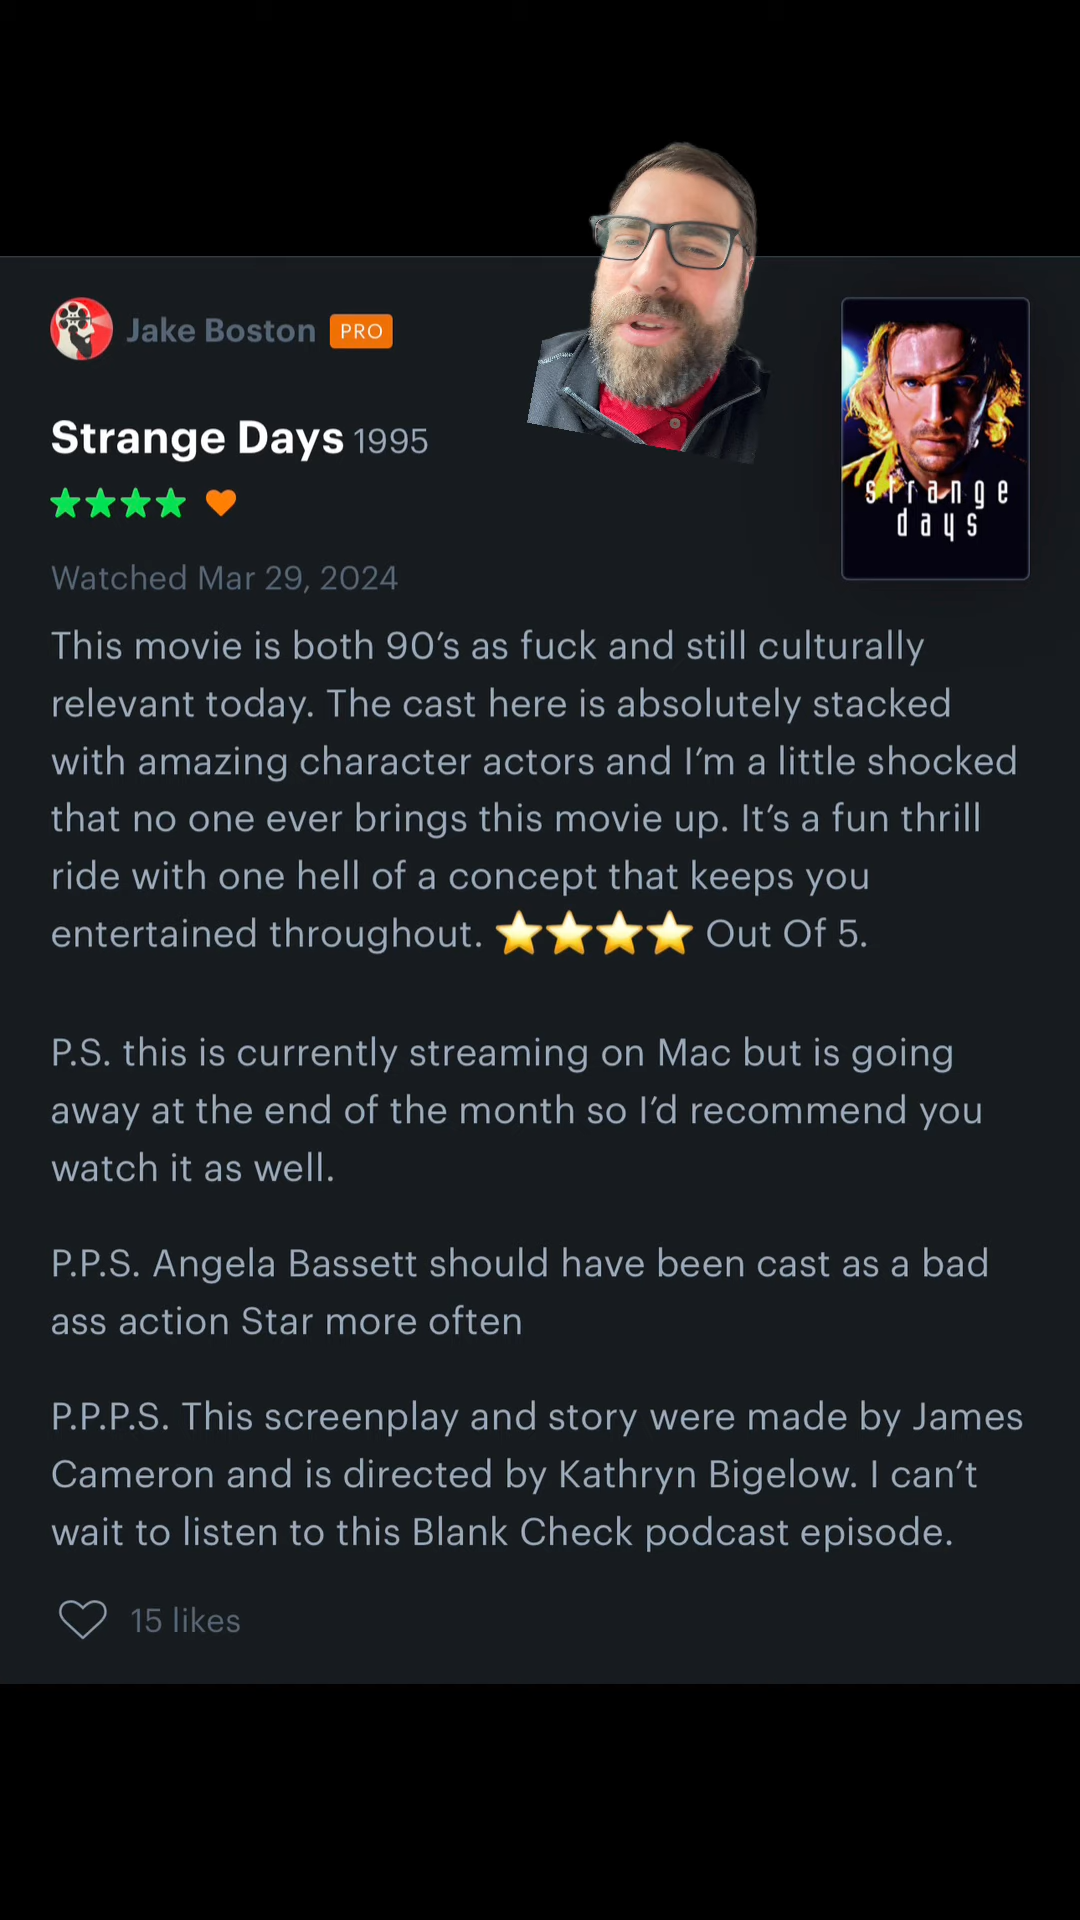 Jake Boston PRO
Strange Days 1995
★★★★ 🧡
Watched Mar 29, 2024
strange
days
This movie is both 90’s as fuck and still culturally
relevant today. The cast here is absolutely stacked
with amazing character actors and I’m a little shocked
that no one ever brings this movie up. It’s a fun thrill
ride with one hell of a concept that keeps you
entertained throughout. ⭐⭐⭐⭐ Out Of 5.
P.S. this is currently streaming on Mac but is going
away at the end of the month so I’d recommend you
watch it as well.
P.P.S. Angela Bassett should have been cast as a bad
ass action Star more often
P.P.P.S. This screenplay and story were made by James
Cameron and is directed by Kathryn Bigelow. I can’t
wait to listen to this Blank Check podcast episode.
15 likes